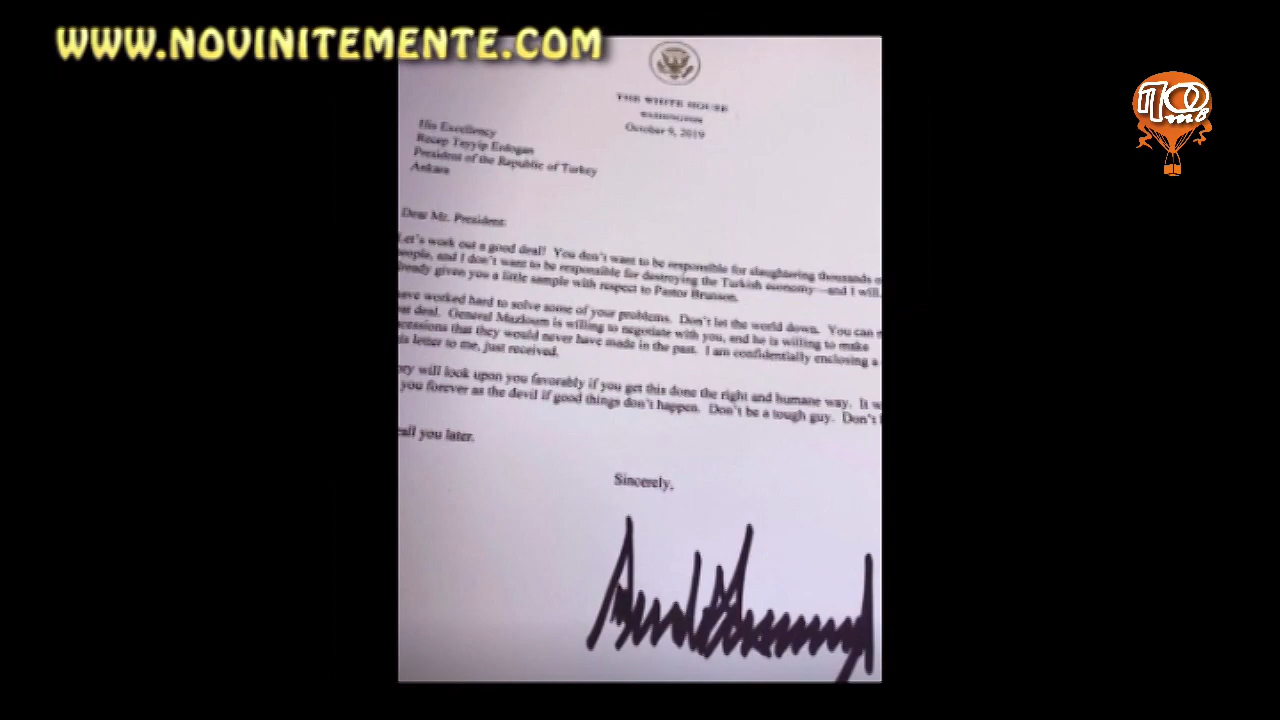 WWW.NOVINITEMENTE.COM
THE WHITE HOUSE
WASHINGTON
October 9, 2019
His Excellency
Recep Tayyip Erdogan
President of the Republic of Turkey
Ankara
Dear Mr. President:
Let's work out a good deal! You don't want to be responsible for slaughtering thousands o
people, and I don't want to be responsible for destroying the Turkish economy—and I will.
lready given you a little sample with respect to Pastor Brunson.
ave worked hard to solve some of your problems. Don't let the world down. You can
eat deal. General Mazloum is willing to negotiate with you, and he is willing to make
cessions that they would never have made in the past. I am confidentially enclosing a
is letter to me, just received.
ory will look upon you favorably if you get this done the right and humane way. It w
you forever as the devil if good things don't happen. Don't be a tough guy. Don't
call you later.
Sincerely,